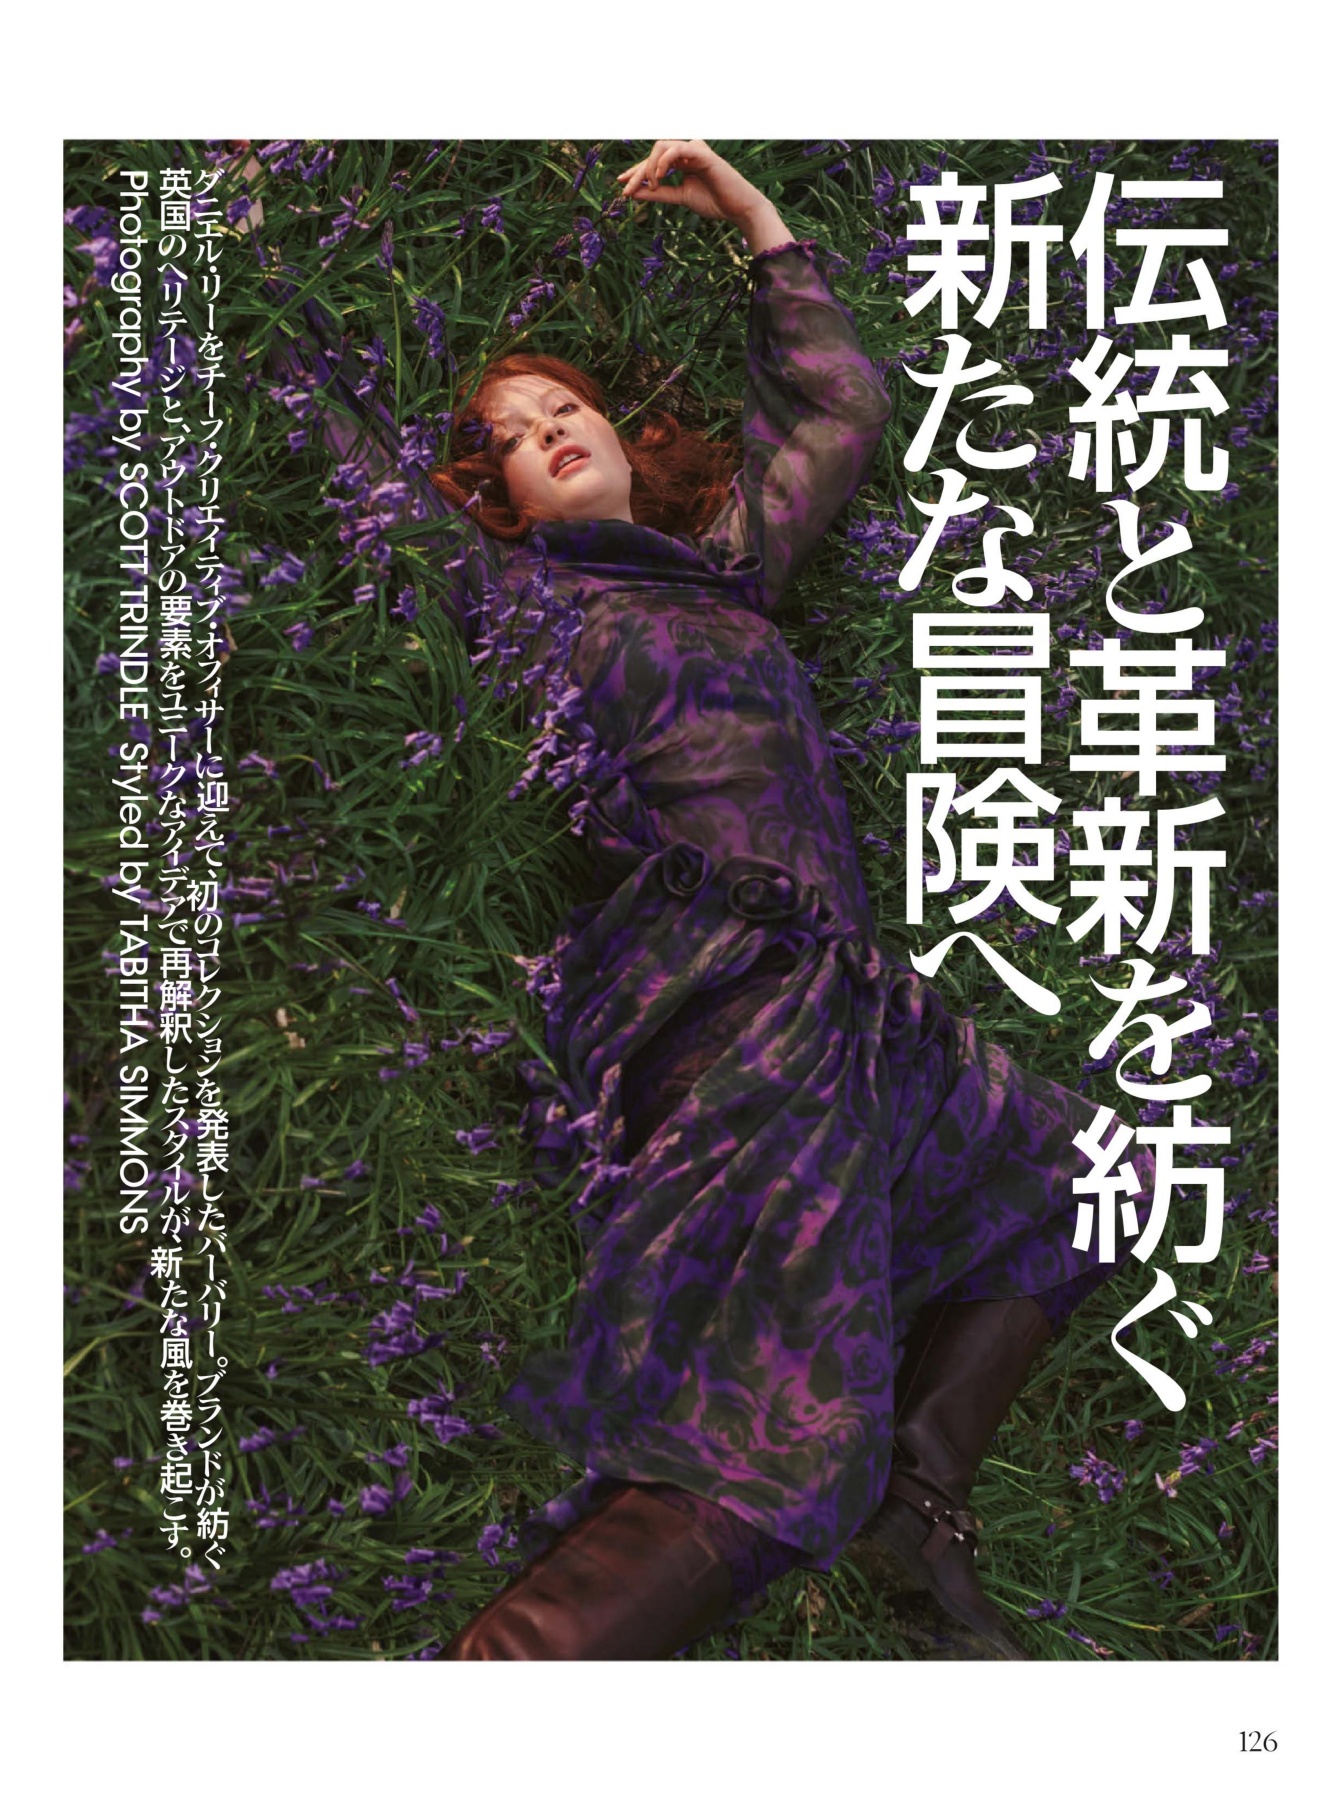 伝統と革新を紡ぐ
新たな冒険へ
ダニエル・リーをチーフ・クリエイティブ・オフィサーに迎えて、初のコレクションを発表したバーバリー。ブランドが紡ぐ
英国のヘリテージと、アウトドアの要素をユニークなアイデアで再解釈したスタイルが、新たな風を巻き起こす。
Photography by SCOTT TRINDLE Styled by TABITHA SIMMONS
126